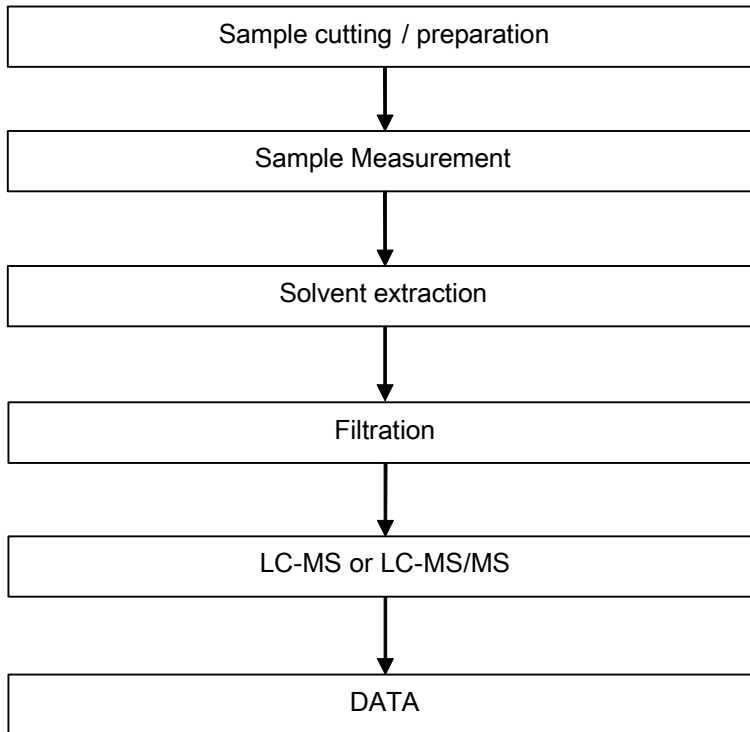 Sample cutting / preparation
Sample Measurement
Solvent extraction
Filtration
LC-MS or LC-MS/MS
DATA